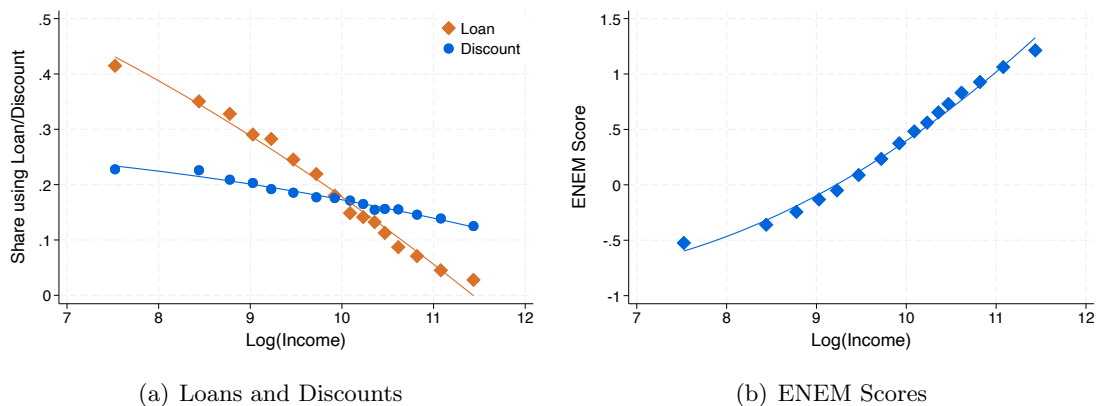 .5
.4
.3
.2
.1
0
Share using Loan/Discount
Loan
Discount
7 8 9 10 11 12
Log(Income)
(a) Loans and Discounts
1.5
1
.5
0
-.5
-1
ENEM Score
7 8 9 10 11 12
Log(Income)
(b) ENEM Scores